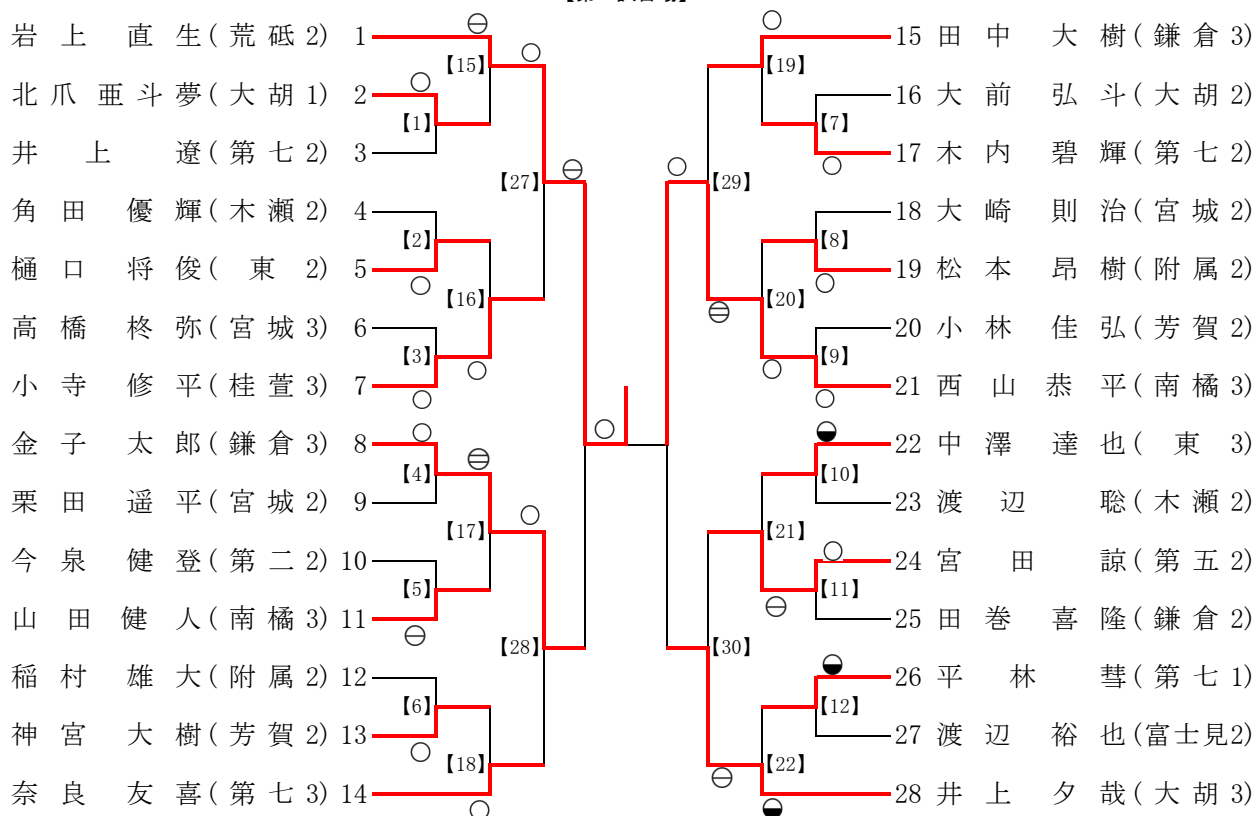 岩上 直生(荒砥2) 1
北爪亜斗夢(大胡1) 2
井上 遼(第七2) 3
角田優輝(木瀬2) 4
樋口将俊(東2) 5
高橋柊弥(宮城3) 6
小寺修平(桂萱3) 7
金子太郎(鎌倉3) 8
栗田遥平(宮城2) 9
今泉健登(第二2) 10
山田健人(南橘3) 11
稲村雄大(附属2) 12
神宮大樹(芳賀2) 13
奈良友喜(第七3) 14
【15】
【1】
【27】
【2】
【16】
【3】
【4】
【17】
【5】
【28】
【6】
【18】
【19】
【7】
【29】
【8】
【20】
【9】
【10】
【21】
【11】
【30】
【12】
【22】
15 田中大樹(鎌倉3)
16 大前弘斗(大胡2)
17 木内碧輝(第七2)
18 大崎則治(宮城2)
19 松本昂樹(附属2)
20 小林佳弘(芳賀2)
21 西山恭平(南橘3)
22 中澤達也(東3)
23 渡辺聡(木瀬2)
24 宮田諒(第五2)
25 田巻喜隆(鎌倉2)
26 平林彗(第七1)
27 渡辺裕也(富士見2)
28 井上夕哉(大胡3)